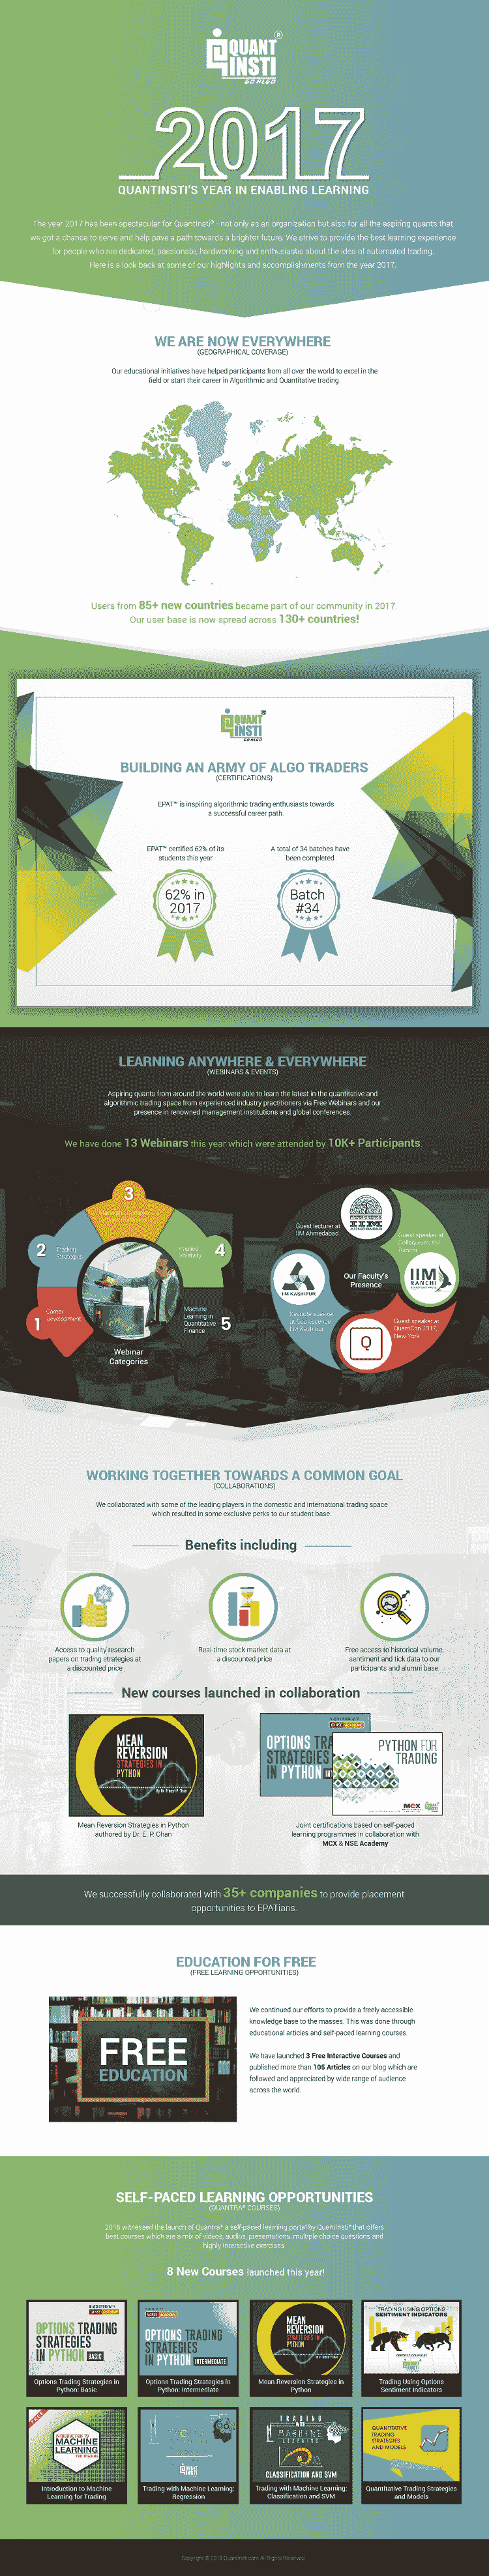 QUANT
INSTI
®
GO ALGO
2017
QUANTINSTI'S YEAR IN ENABLING LEARNING
The year 2017 has been spectacular for QuantInsti® - not only as an organization but also for all the aspiring quants that
we got a chance to serve and help pave a path towards a brighter future. We strive to provide the best learning experience
for people who are dedicated, passionate, hardworking and enthusiastic about the idea of automated trading.
Here is a look back at some of our highlights and accomplishments from the year 2017.
WE ARE NOW EVERYWHERE
(GEOGRAPHICAL COVERAGE)
Our educational initiatives have helped participants from all over the world to excel in the
field or start their career in Algorithmic and Quantitative trading
Users from 85+ new countries became part of our community in 2017.
Our user base is now spread across 130+ countries!
QUANT
INSTI
®
GO ALGO
BUILDING AN ARMY OF ALGO TRADERS
(CERTIFICATIONS)
EPAT™ is inspiring algorithmic trading enthusiasts towards
a successful career path.
EPAT™ certified 62% of its
students this year
A total of 34 batches have
been completed
62% in
2017
Batch
#34
LEARNING ANYWHERE & EVERYWHERE
(WEBINARS & EVENTS)
Aspiring quants from around the world were able to learn the latest in the quantitative and
algorithmic trading space from experienced industry practitioners via Free Webinars and our
presence in renowned management institutions and global conferences.
We have done 13 Webinars this year which were attended by 10K+ Participants.
1
Career
Development
2
Trading
Strategies
3
Managing Complex
Options Portfolios
4
Implied
Volatility
5
Machine
Learning in
Quantitative
Finance
Webinar
Categories
Our Faculty's
Presence
Guest lecturer at
IIM Ahmedabad
IIM
AHMEDABAD
Guest speaker at
IIM
Ranchi
IIM
RANCHI
IIM KASHIPUR
IIM Kashipur
Q
Guest speaker at
QuantCon 2017,
New York
WORKING TOGETHER TOWARDS A COMMON GOAL
(COLLABORATIONS)
We collaborated with some of the leading players in the domestic and international trading space
which resulted in some exclusive perks to our student base.
Benefits including
Access to quality research
papers on trading strategies at
a discounted price
Real-time stock market data at
a discounted price
Free access to historical volume,
sentiment and tick data to our
participants and alumni base
New courses launched in collaboration
MEAN
REVERSION
STRATEGIES IN
PYTHON
By Dr. Ernest P. Chan
Mean Reversion Strategies in Python
authored by Dr. E. P. Chan
OPTIONS TRA
STRATEGIES
IN PYTHON
PYTHON FOR
TRADING
MCX
Joint certifications based on self-paced
learning programmes in collaboration with
MCX & NSE Academy
We successfully collaborated with 35+ companies to provide placement
opportunities to EPATians.
EDUCATION FOR FREE
(FREE LEARNING OPPORTUNITIES)
FREE
EDUCATION
We continued our efforts to provide a freely accessible
knowledge base to the masses. This was done through
educational articles and self-paced learning courses.
We have launched 3 Free Interactive Courses and
published more than 105 Articles on our blog which are
followed and appreciated by wide range of audience
across the world.
SELF-PACED LEARNING OPPORTUNITIES
(QUANTRA® COURSES)
2016 witnessed the launch of Quantra® a self-paced learning portal by QuantInsti® that offers
best courses which are a mix of videos, audios, presentations, multiple choice questions and
highly interactive exercises
8 New Courses launched this year!
OPTIONS TRADING
STRATEGIES
IN PYTHON BASIC
Options Trading Strategies in
Python: Basic
OPTIONS TRADING
STRATEGIES
IN PYTHON INTERMEDIATE
Options Trading Strategies in
Python: Intermediate
MEAN
REVERSION
STRATEGIES IN
PYTHON
Mean Reversion Strategies in
Python
TRADING USING OPTIONS
SENTIMENT INDICATORS
Trading Using Options
Sentiment Indicators
FREE
INTRODUCTION TO
MACHINE
LEARNING
FOR TRADING
Introduction to Machine
Learning for Trading
Trading with Machine Learning:
Regression
TRADING
WITH
MACHINE
LEARNING
CLASSIFICATION AND SVM
Trading with Machine Learning:
Classification and SVM
QUANTITATIVE
TRADING
STRATEGIES
AND MODELS
Quantitative Trading Strategies
and Models
Copyright © 2018 QuantInsti.com All Rights Reserved